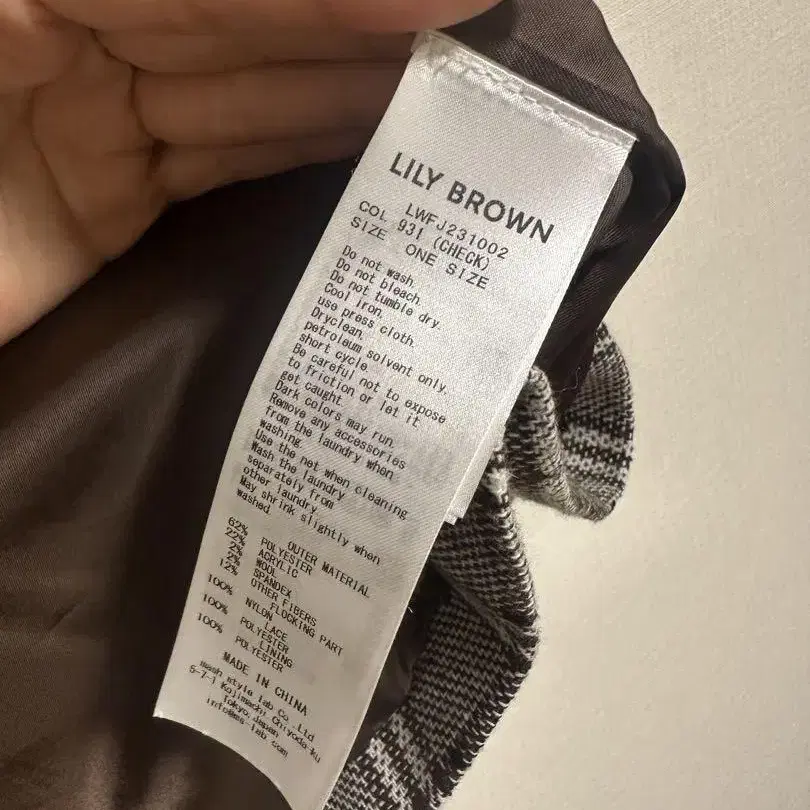 LILY BROWN
LWFJ231002
COL 931 (CHECK)
SIZE ONE SIZE
Do not wash.
Do not bleach.
Do not tumble dry.
Cool iron.
use press cloth.
Dryclean.
petroleum solvent only.
short cycle.
Be careful not to expose
to friction or let it
get caught.
Dark colors may run.
Remove any accessories
from the laundry when
washing.
Use the net when cleaning
Wash the laundry
separately from
other laundry.
May shrink slightly when
washed.
OUTER MATERIAL
62% POLYESTER
22% ACRYLIC
2% WOOL
2% SPANDEX
12% OTHER FIBERS
FLOCKING PART
100% NYLON
LACE
100% POLYESTER
LINING
100% POLYESTER
MADE IN CHINA
mash style lab Co.,Ltd
5-7-1 Kojimachi Chiyoda-ku
Tokyo,Japan
info@ms-lab.com